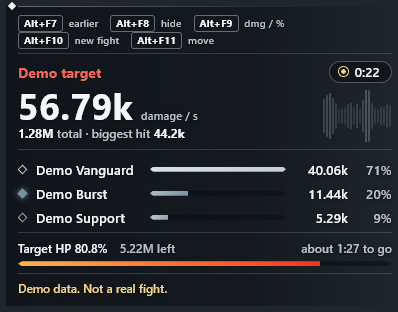 Alt+F7 earlier Alt+F8 hide Alt+F9 dmg / %
Alt+F10 new fight Alt+F11 move
Demo target 0:22
56.79k damage / s
1.28M total · biggest hit 44.2k
Demo Vanguard 40.06k 71%
Demo Burst 11.44k 20%
Demo Support 5.29k 9%
Target HP 80.8% 5.22M left about 1:27 to go
Demo data. Not a real fight.